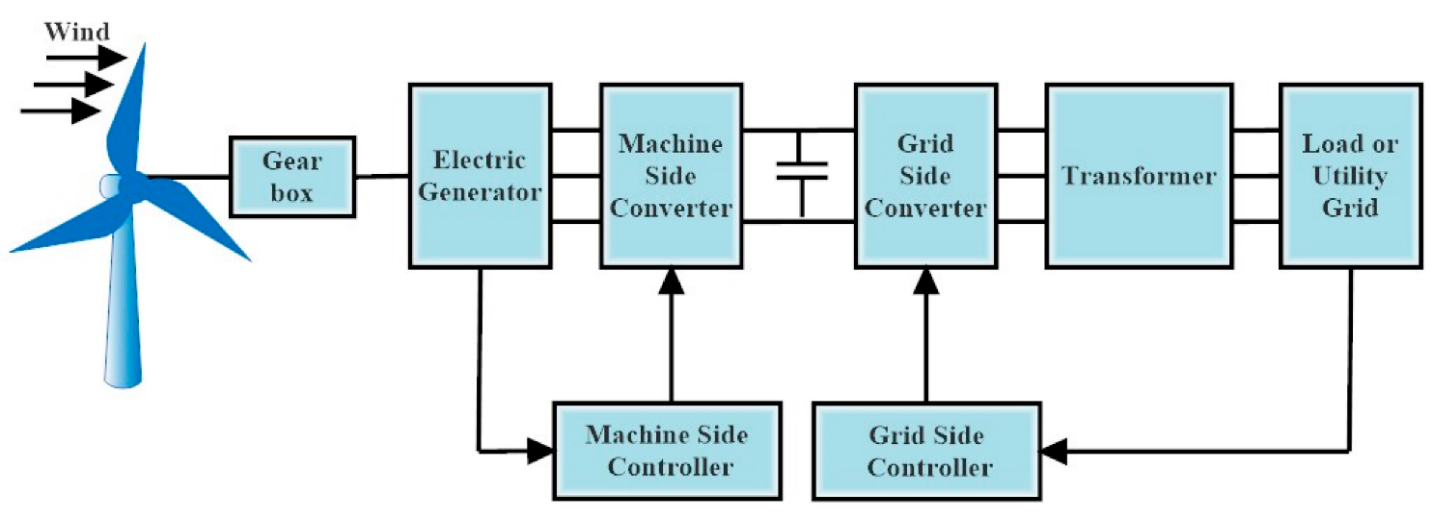 Wind
Gear
box
Electric
Generator
Machine
Side
Converter
Grid
Side
Converter
Transformer
Load or
Utility
Grid
Machine Side
Controller
Grid Side
Controller